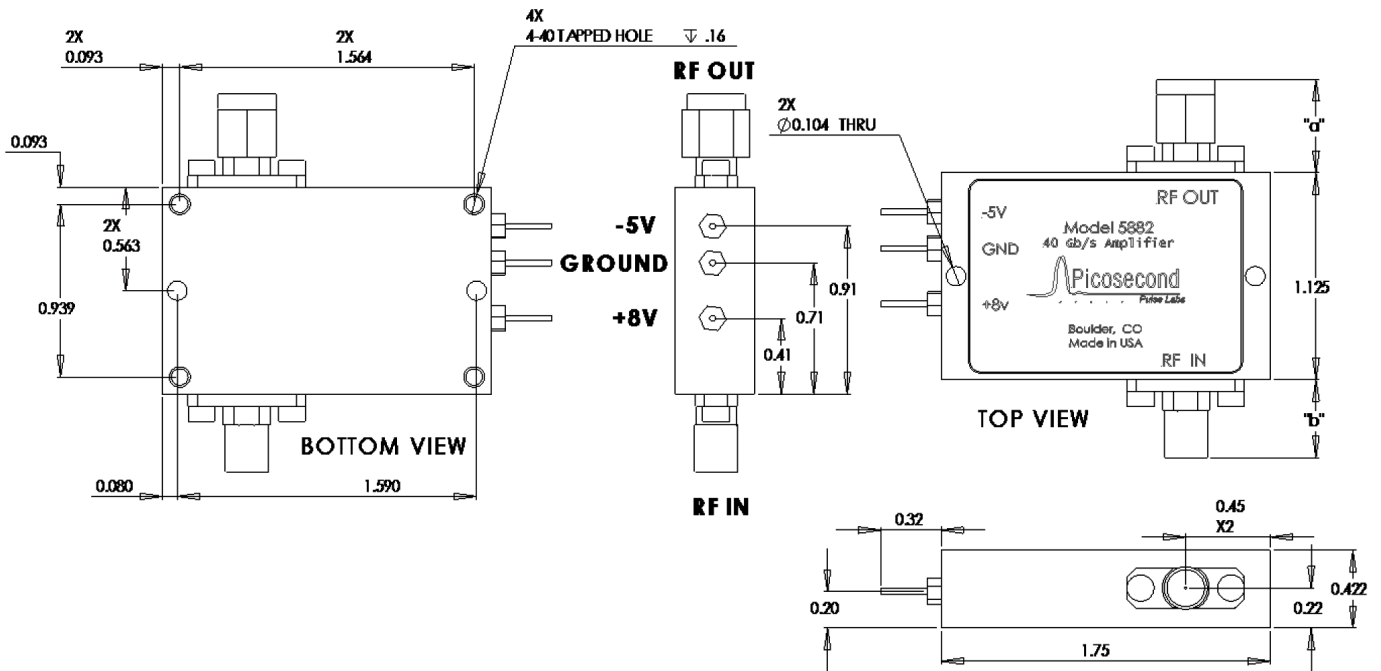 2X
0.093
2X
1.564
4X
4-40 TAPPED HOLE ↧ .16
0.093
2X
0.563
0.939
0.080
1.590
BOTTOM VIEW
RF OUT
-5V
GROUND
+8V
0.41
0.71
0.91
RF IN
2X
∅0.104 THRU
"a"
RF OUT
-5V
Model 5882
40 Gb/s Amplifier
GND
Picosecond
Pulse Labs
+8v
Boulder, CO
Made in USA
RF IN
1.125
"b"
TOP VIEW
0.32
0.45
X2
0.20
0.22
0.422
1.75